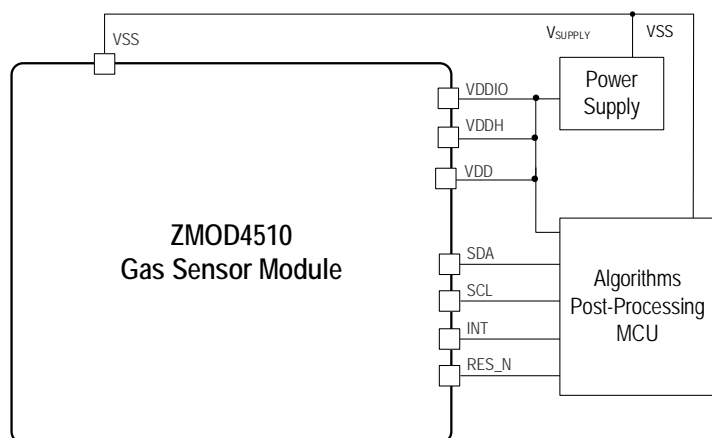 VSS
VSUPPLY
VSS
VDDIO
Power
Supply
VDDH
VDD
ZMOD4510
Gas Sensor Module
SDA
SCL
INT
RES_N
Algorithms
Post-Processing
MCU